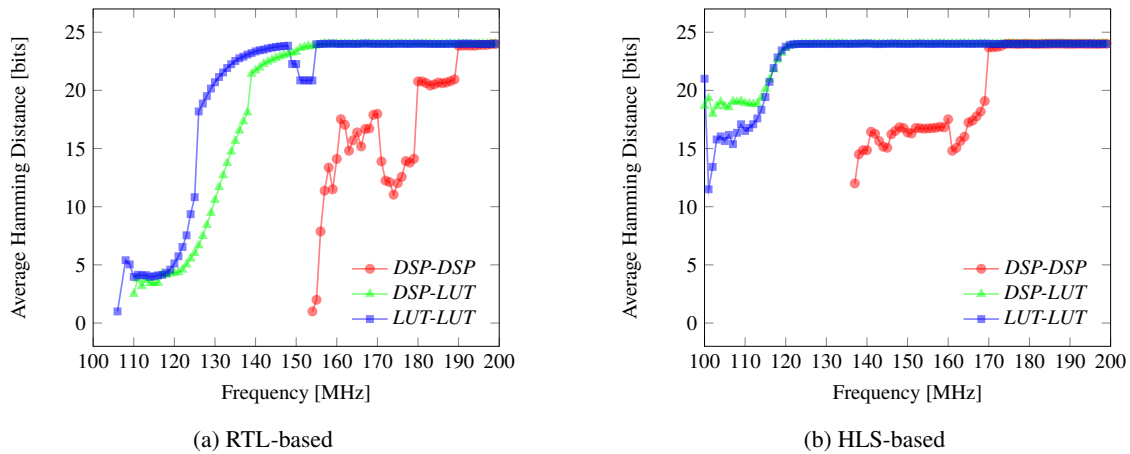 25
20
15
10
5
0
Average Hamming Distance [bits]
DSP-DSP
DSP-LUT
LUT-LUT
100 110 120 130 140 150 160 170 180 190 200
Frequency [MHz]
(a) RTL-based
25
20
15
10
5
0
Average Hamming Distance [bits]
DSP-DSP
DSP-LUT
LUT-LUT
100 110 120 130 140 150 160 170 180 190 200
Frequency [MHz]
(b) HLS-based